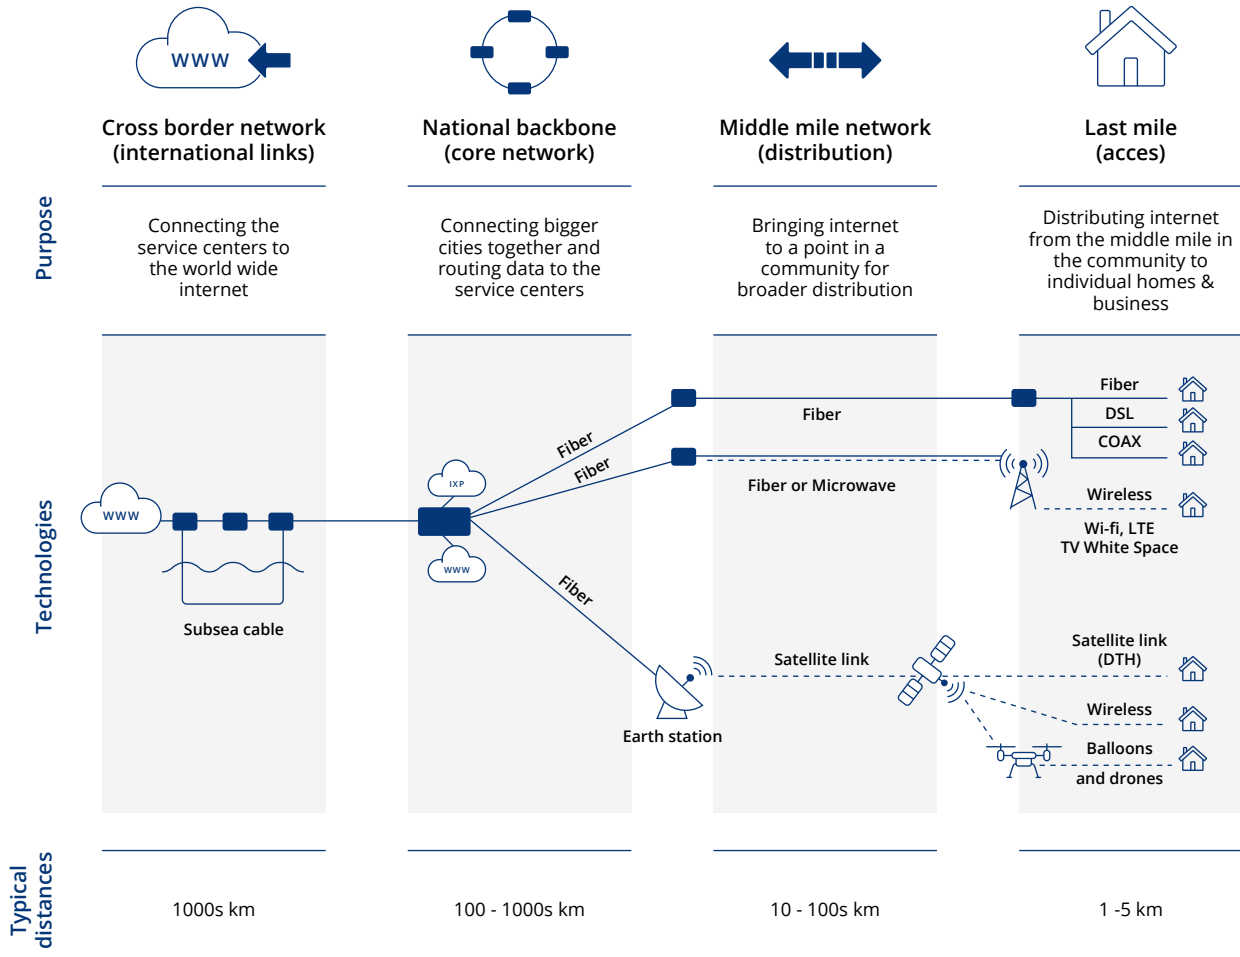 www
Cross border network
(international links)
National backbone
(core network)
Middle mile network
(distribution)
Last mile
(acces)
Purpose
Connecting the
service centers to
the world wide
internet
Connecting bigger
cities together and
routing data to the
service centers
Bringing internet
to a point in a
community for
broader distribution
Distributing internet
from the middle mile in
the community to
individual homes &
business
Technologies
www
Subsea cable
IXP
www
Fiber
Fiber
Fiber
Earth station
Fiber
Fiber or Microwave
Satellite link
Fiber
DSL
COAX
Wireless
Wi-fi, LTE
TV White Space
Satellite link
(DTH)
Wireless
Balloons
and drones
Typical
distances
1000s km
100 - 1000s km
10 - 100s km
1 -5 km